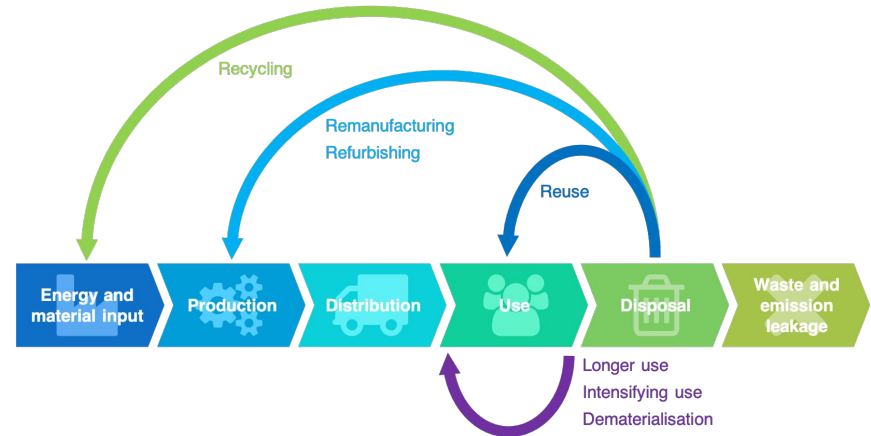 Recycling
Remanufacturing
Refurbishing
Reuse
Energy and
material input
Production
Distribution
Use
Disposal
Waste and
emission
leakage
Longer use
Intensifying use
Dematerialisation